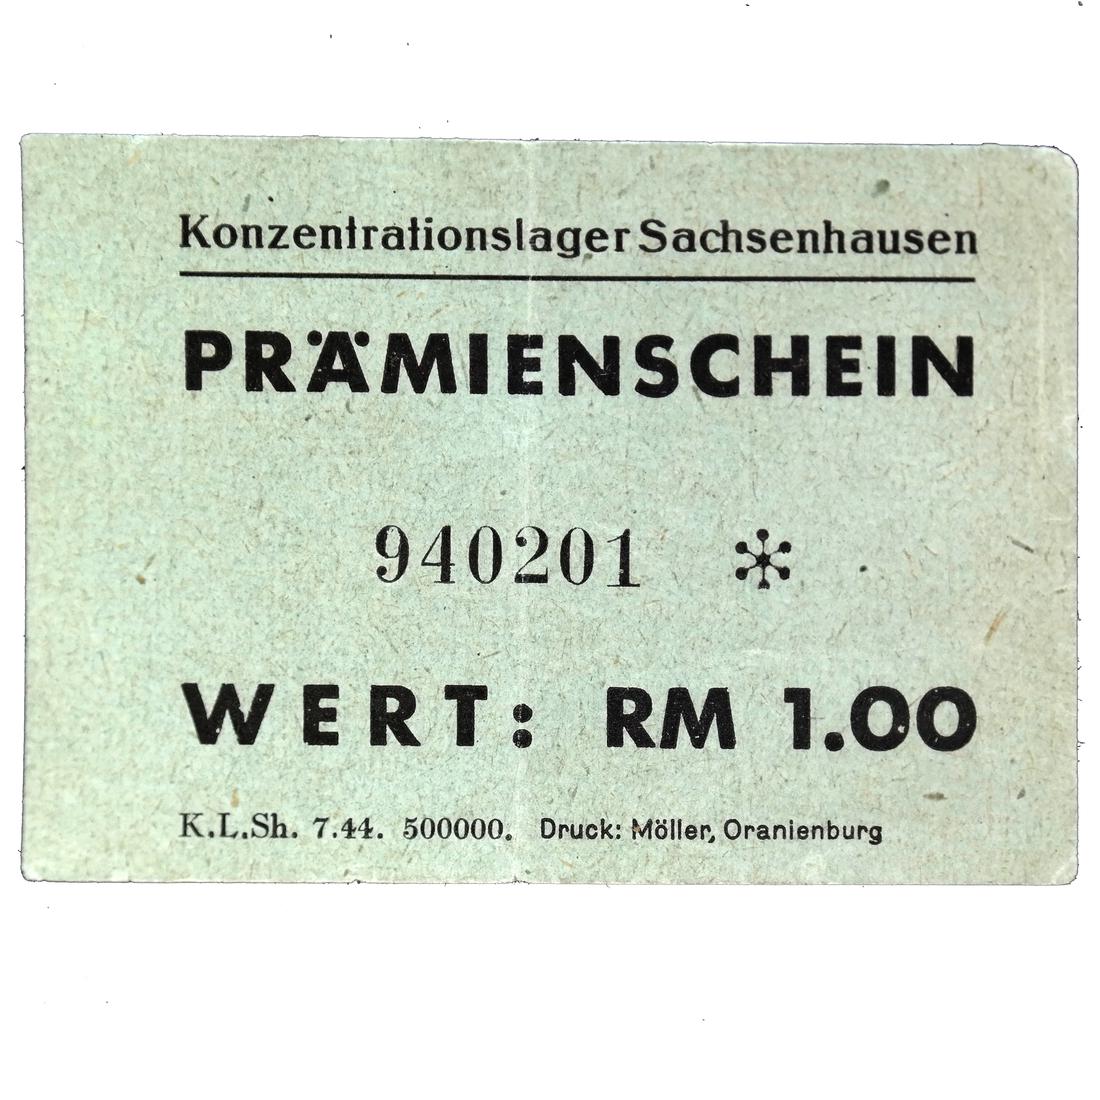 Konzentrationslager Sachsenhausen
PRÄMIENSCHEIN
940201 *
WERT: RM 1.00
K.L.Sh. 7.44. 500000. Druck: Möller, Oranienburg